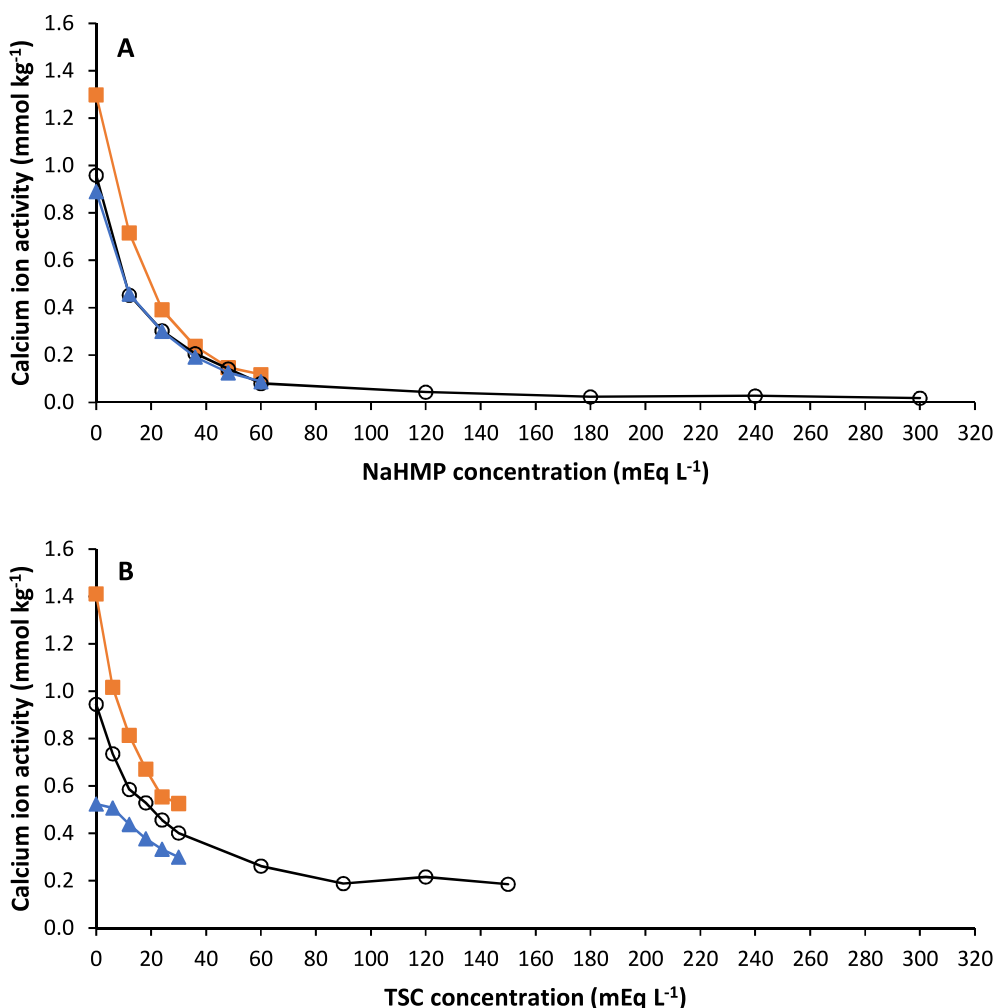 A
Calcium ion activity (mmol kg⁻¹)
1.6
1.4
1.2
1.0
0.8
0.6
0.4
0.2
0.0
0 20 40 60 80 100 120 140 160 180 200 220 240 260 280 300 320
NaHMP concentration (mEq L⁻¹)
B
Calcium ion activity (mmol kg⁻¹)
1.6
1.4
1.2
1.0
0.8
0.6
0.4
0.2
0.0
0 20 40 60 80 100 120 140 160 180 200 220 240 260 280 300 320
TSC concentration (mEq L⁻¹)